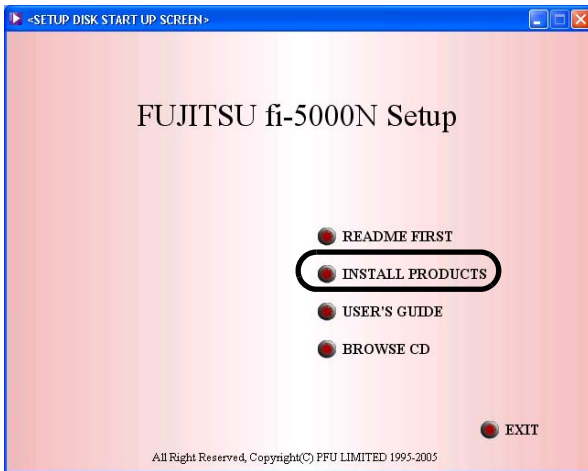 <SETUP DISK START UP SCREEN>
FUJITSU fi-5000N Setup
README FIRST
INSTALL PRODUCTS
USER'S GUIDE
BROWSE CD
EXIT
All Right Reserved, Copyright(C) PFU LIMITED 1995-2005